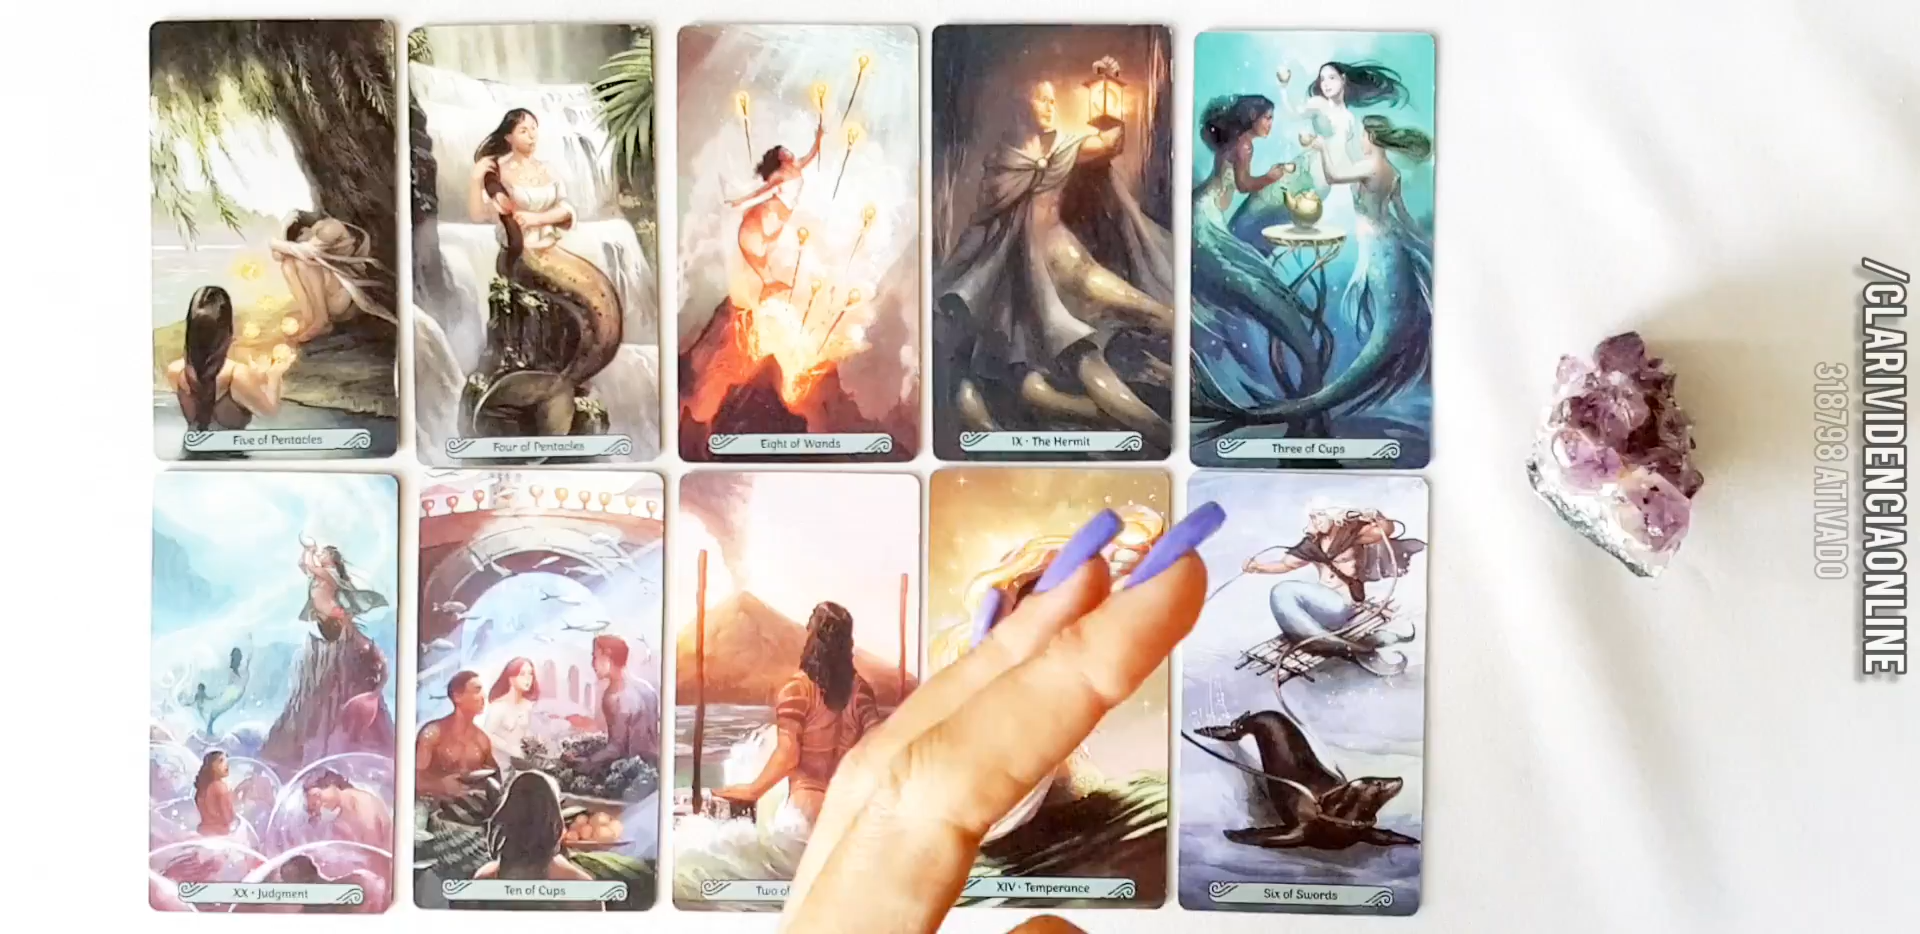 Five of Pentacles
Four of Pentacles
Eight of Wands
IX · The Hermit
Three of Cups
XX · Judgment
Ten of Cups
Two of
XIV · Temperance
Six of Swords
/CLARIVIDENCIAONLINE
318798 ATIVADO